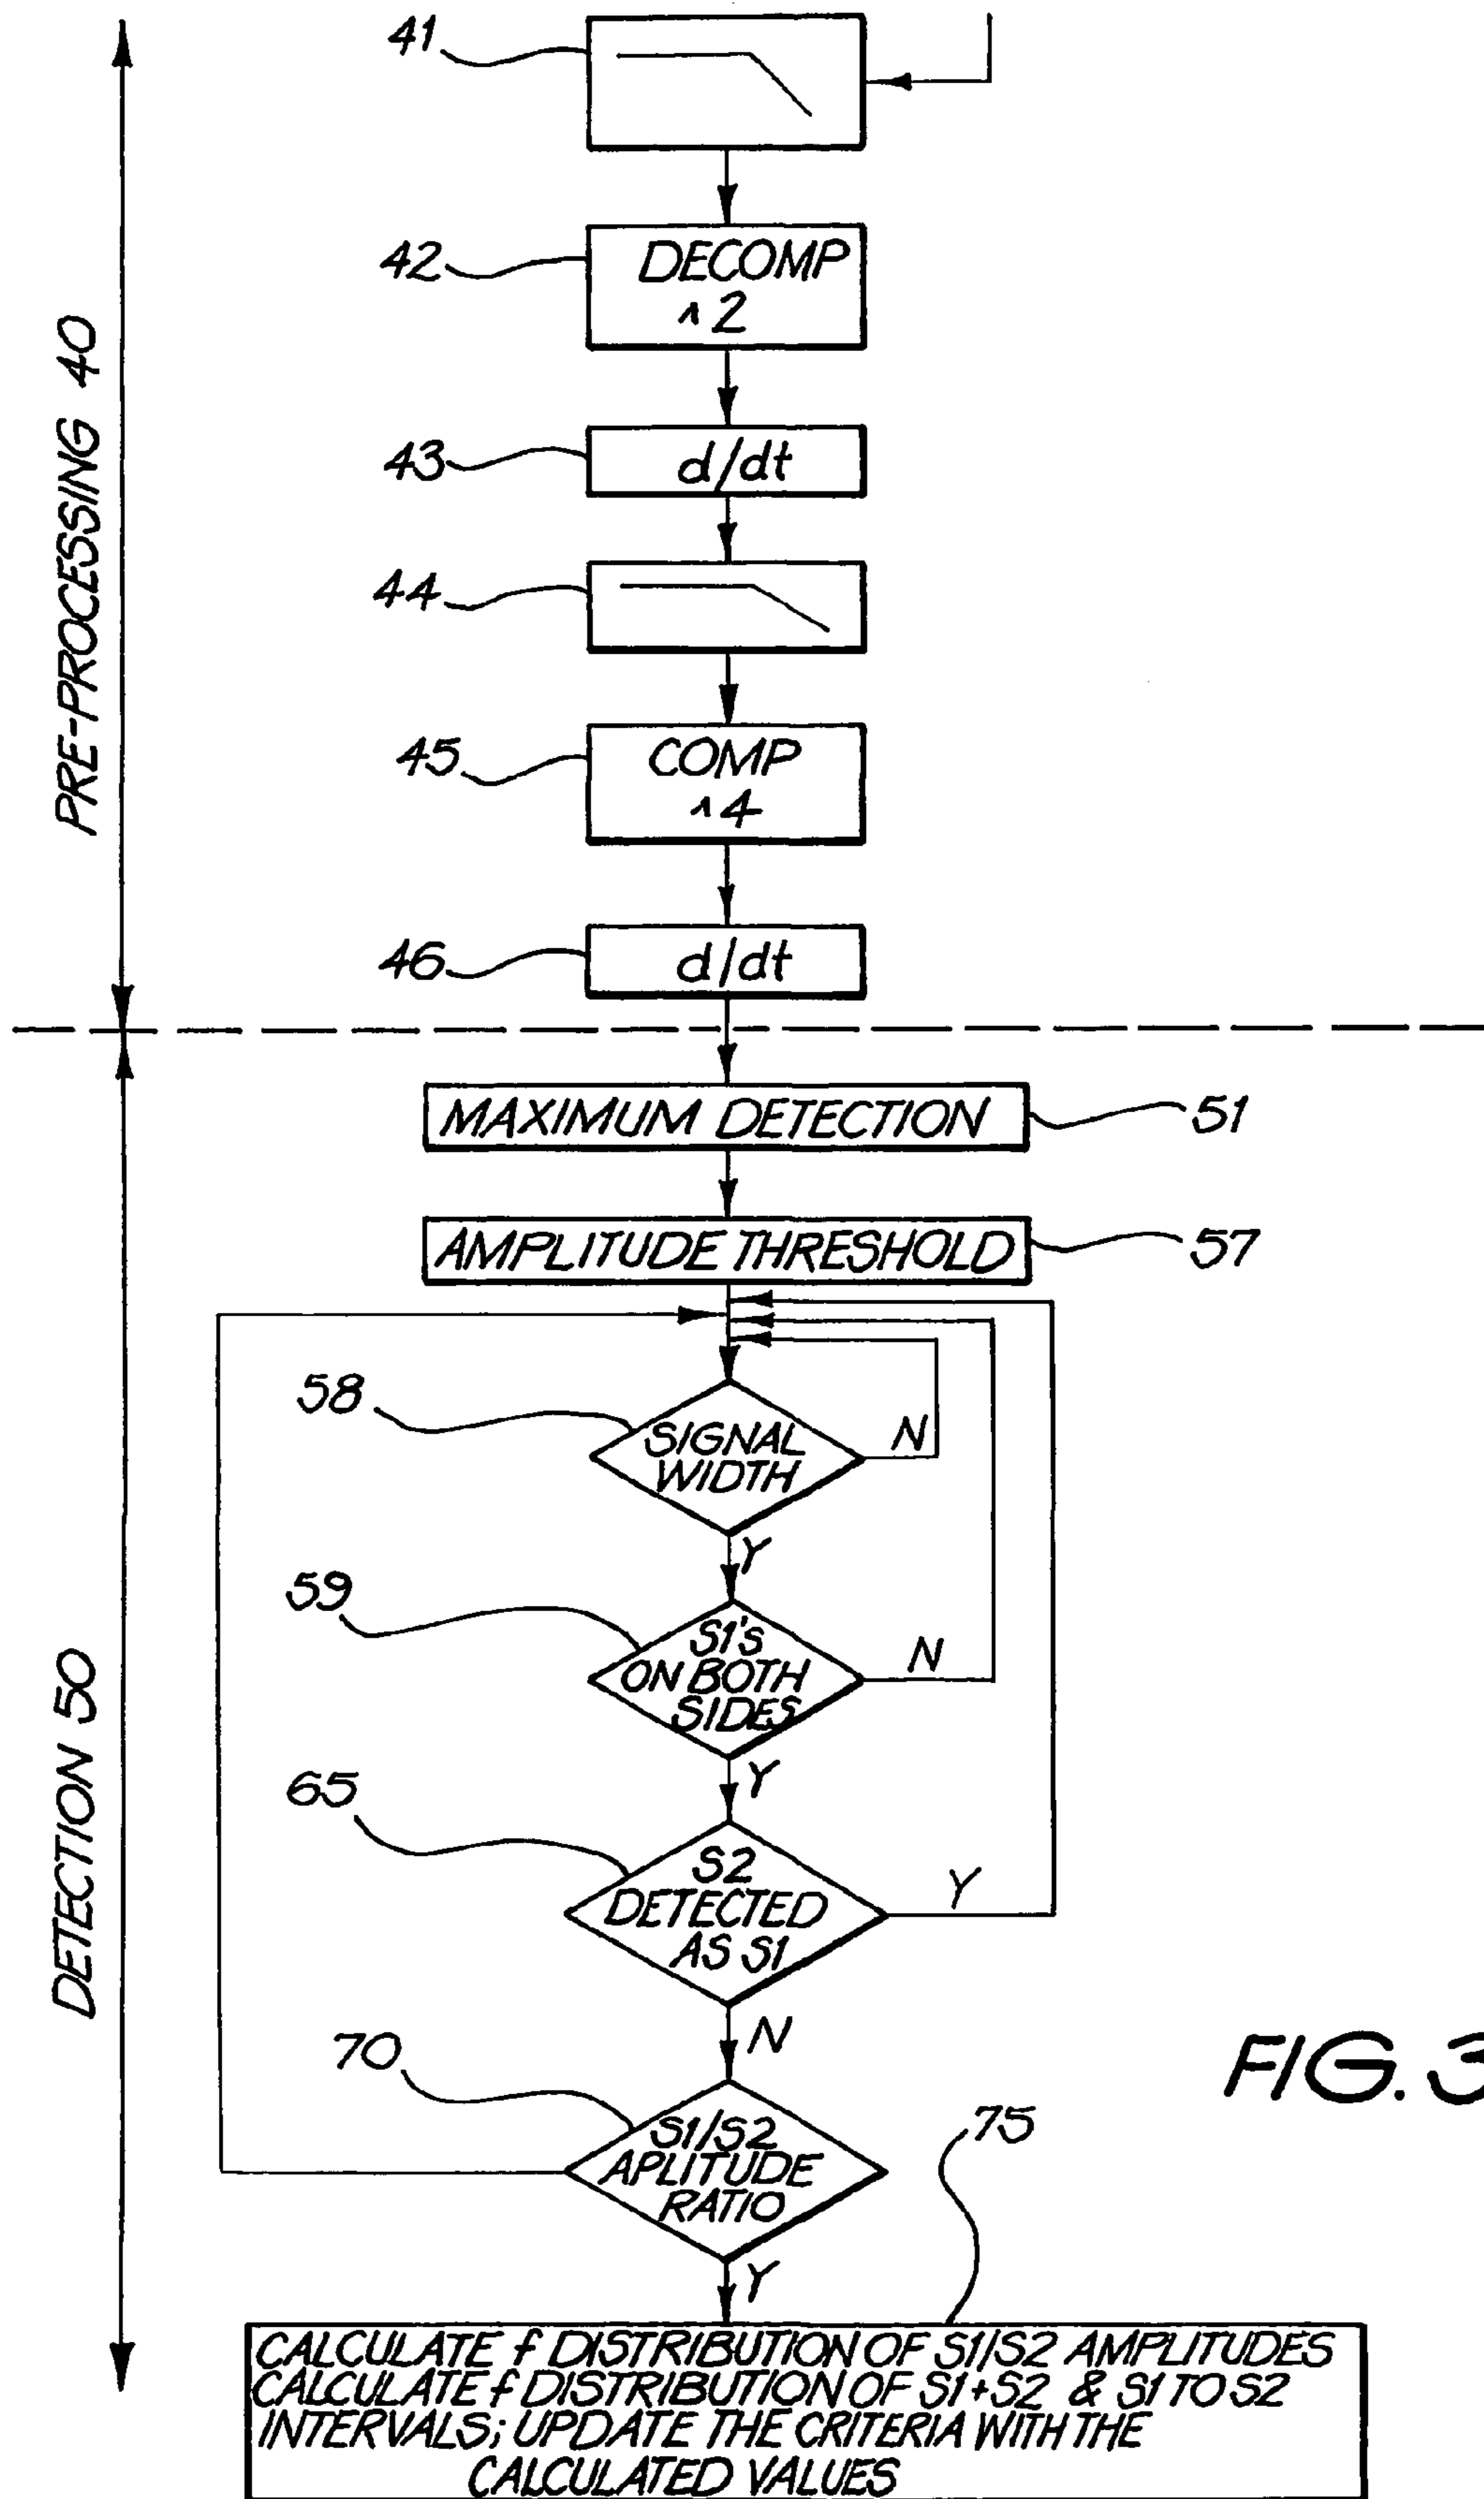 41
42
DECOMP
^2
PRE-PROCESSING 40
43
d/dt
44
45
COMP
^4
46
d/dt
MAXIMUM DETECTION
51
AMPLITUDE THRESHOLD
57
58
SIGNAL
WIDTH
N
Y
59
S1's
ON BOTH
SIDES
N
Y
DETECTION 50
65
S2
DETECTED
AS S1
Y
N
70
S1/S2
APLITUDE
RATIO
Y
FIG. 3
75
CALCULATE f DISTRIBUTION OF S1/S2 AMPLITUDES
CALCULATE f DISTRIBUTION OF S1+S2 & S1 TO S2
INTERVALS; UPDATE THE CRITERIA WITH THE
CALCULATED VALUES